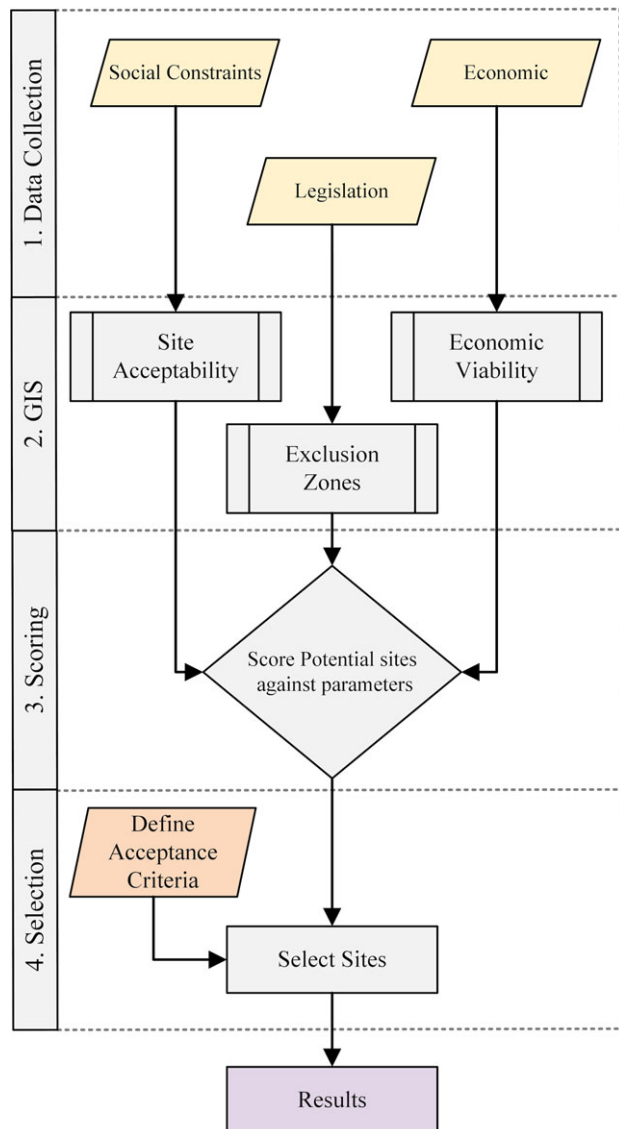 1. Data Collection
Social Constraints
Economic
Legislation
2. GIS
Site
Acceptability
Economic
Viability
Exclusion
Zones
3. Scoring
Score Potential sites
against parameters
4. Selection
Define
Acceptance
Criteria
Select Sites
Results